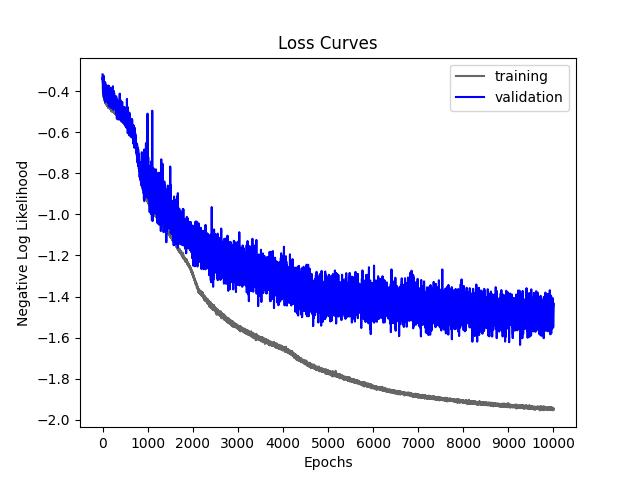 Loss Curves
training
validation
Negative Log Likelihood
−0.4
−0.6
−0.8
−1.0
−1.2
−1.4
−1.6
−1.8
−2.0
0 1000 2000 3000 4000 5000 6000 7000 8000 9000 10000
Epochs